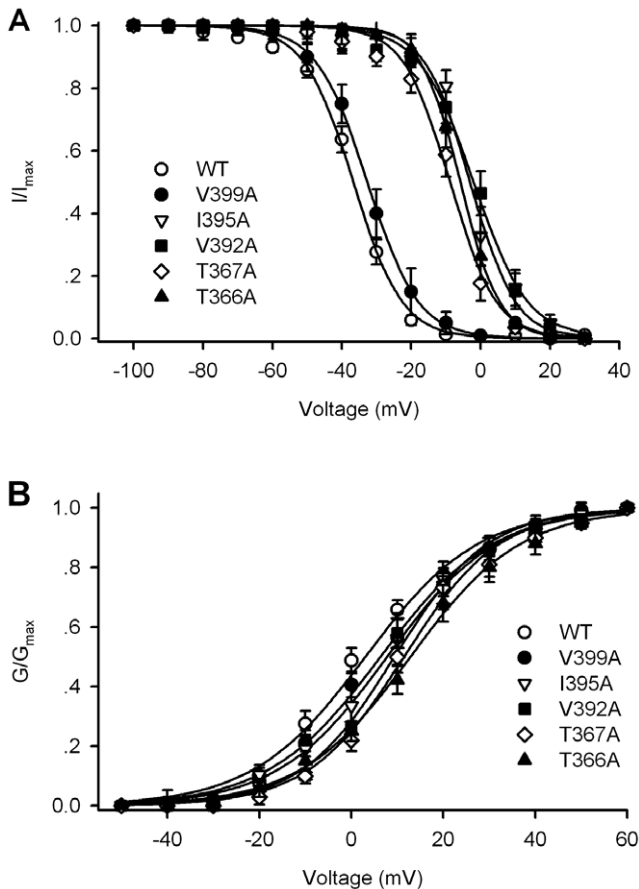 A
I/Imax
1.0
.8
.6
.4
.2
0.0
WT
V399A
I395A
V392A
T367A
T366A
-100 -80 -60 -40 -20 0 20 40
Voltage (mV)
B
G/Gmax
1.0
.8
.6
.4
.2
0.0
WT
V399A
I395A
V392A
T367A
T366A
-40 -20 0 20 40 60
Voltage (mV)